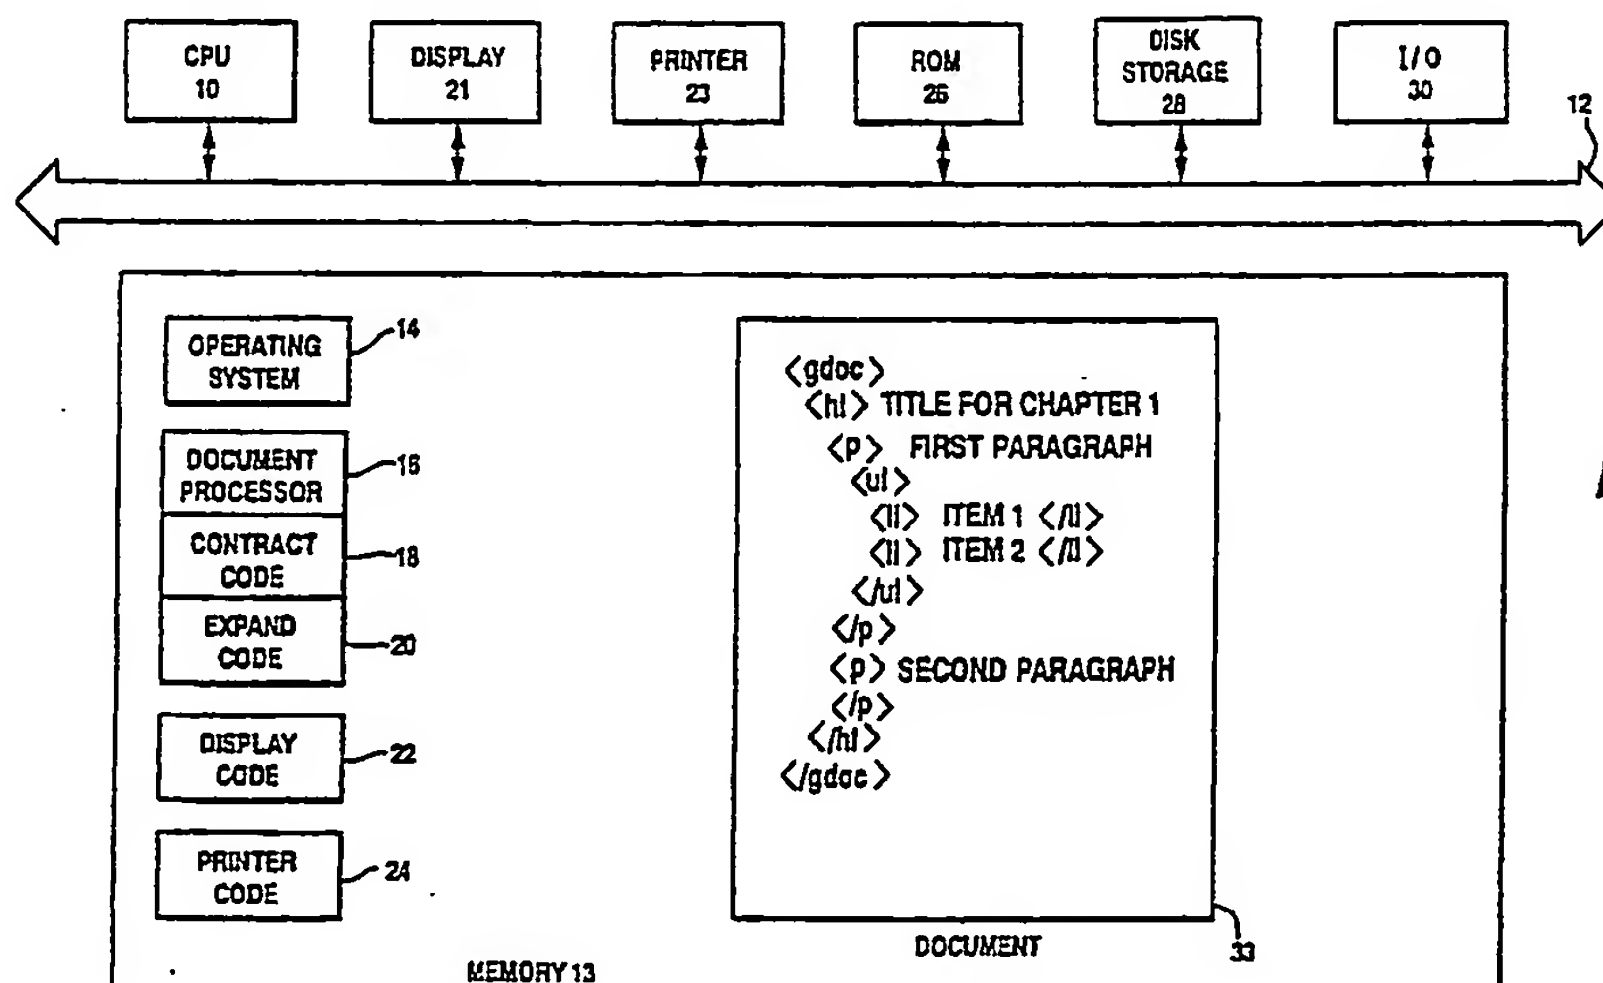 CPU
10
DISPLAY
21
PRINTER
23
ROM
26
DISK
STORAGE
28
I/O
30
12
OPERATING
SYSTEM
14
DOCUMENT
PROCESSOR
16
CONTRACT
CODE
18
EXPAND
CODE
20
DISPLAY
CODE
22
PRINTER
CODE
24
MEMORY 13
<gdoc>
<hl> TITLE FOR CHAPTER 1
<p> FIRST PARAGRAPH
<ul>
<li> ITEM 1 </li>
<li> ITEM 2 </li>
</ul>
</p>
<p> SECOND PARAGRAPH
</p>
</hl>
</gdoc>
DOCUMENT
33